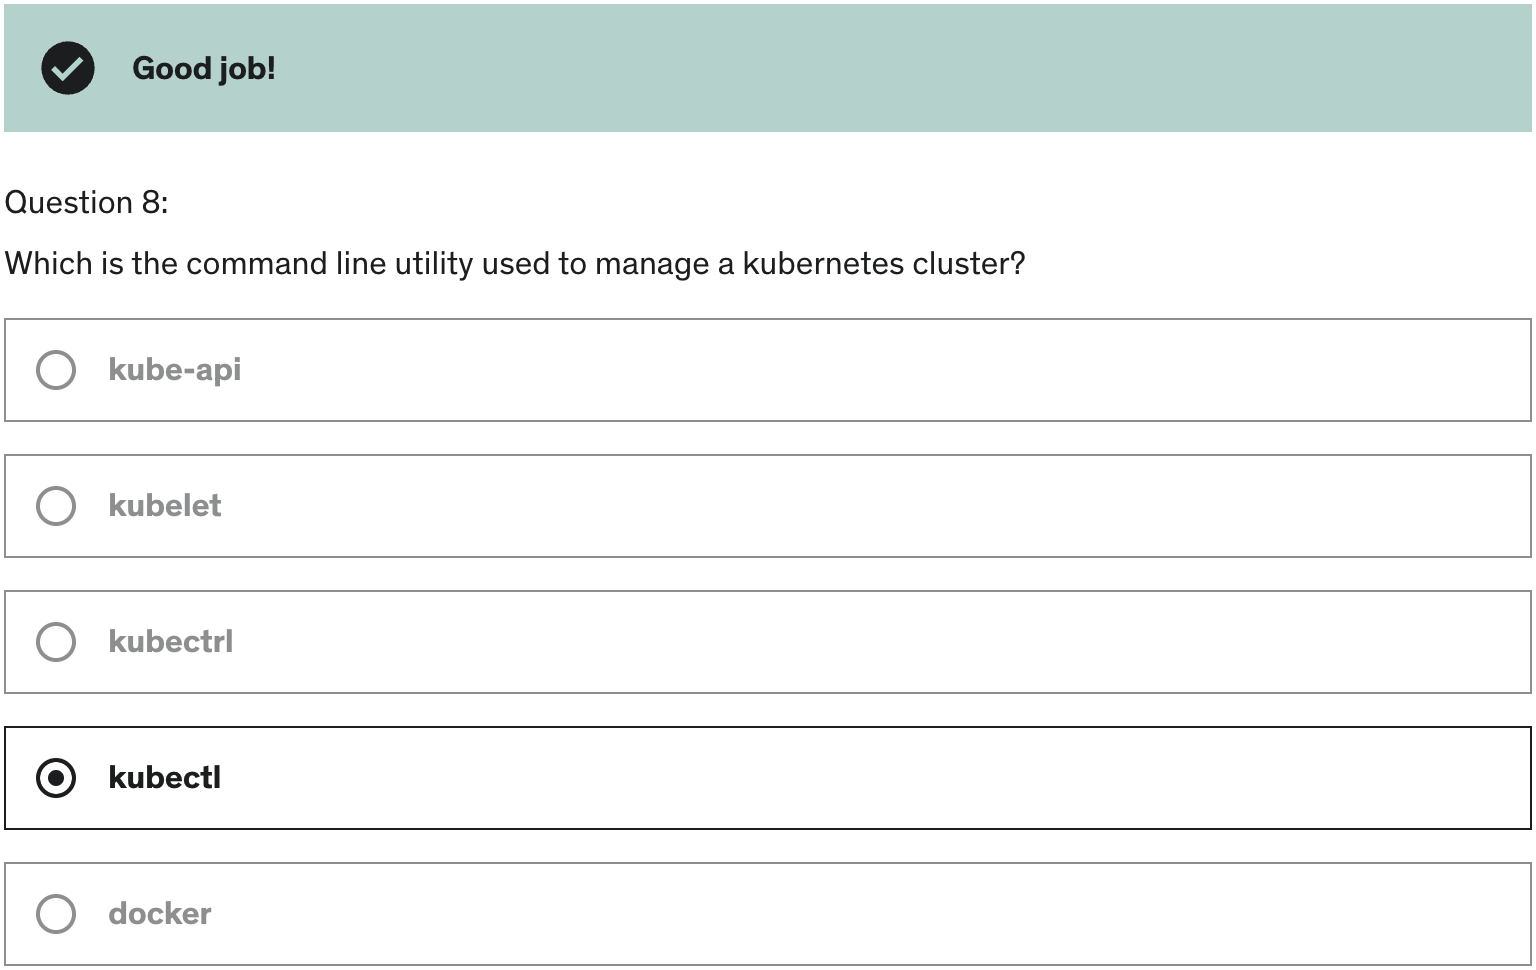 Good job!
Question 8:
Which is the command line utility used to manage a kubernetes cluster?
kube-api
kubelet
kubectrl
kubectl
docker